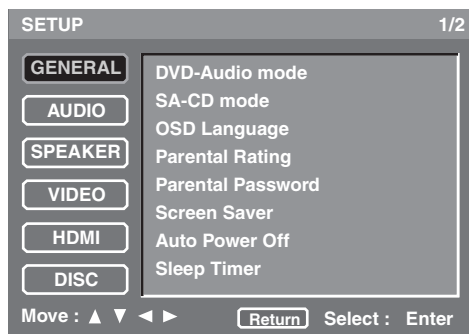 SETUP 1/2
GENERAL
AUDIO
SPEAKER
VIDEO
HDMI
DISC
DVD-Audio mode
SA-CD mode
OSD Language
Parental Rating
Parental Password
Screen Saver
Auto Power Off
Sleep Timer
Move : ▲ ▼ ◄ ► Return Select : Enter